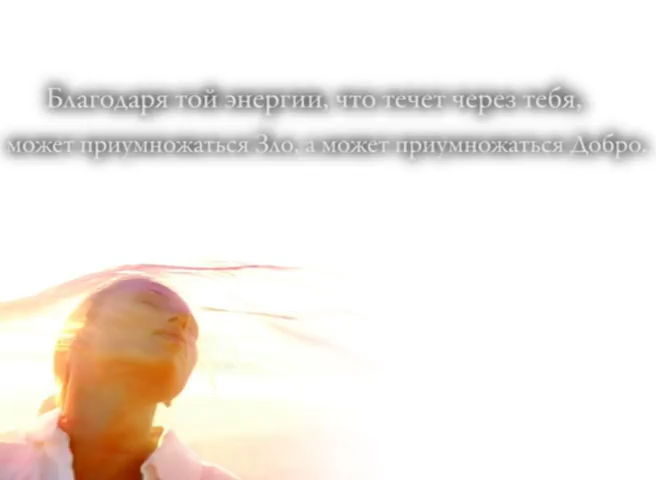 Благодаря той энергии, что течет через тебя,
может приумножаться Зло, а может приумножаться Добро.